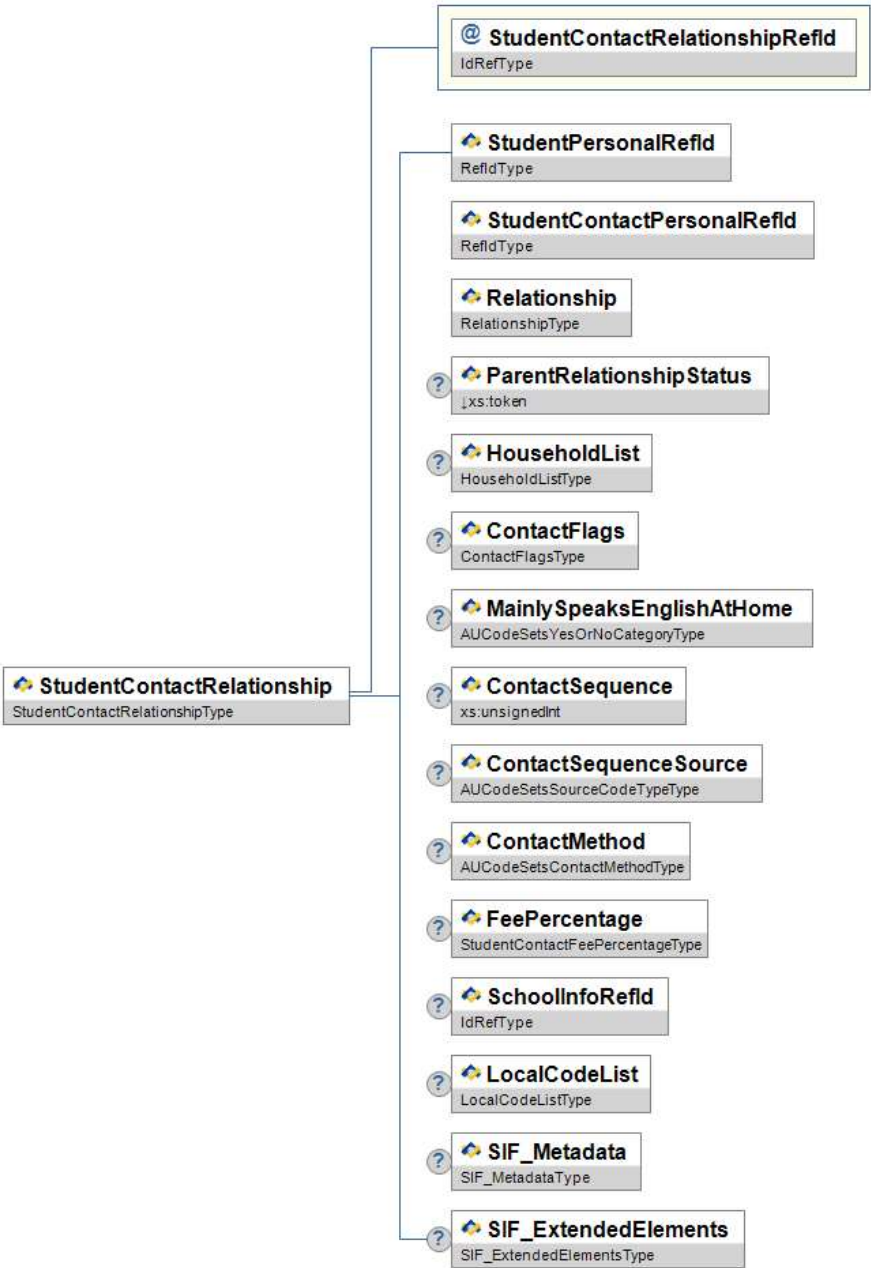 @ StudentContactRelationshipRefId
IdRefType
StudentPersonalRefId
RefIdType
StudentContactPersonalRefId
RefIdType
Relationship
RelationshipType
? ParentRelationshipStatus
↓xs:token
? HouseholdList
HouseholdListType
? ContactFlags
ContactFlagsType
? MainlySpeaksEnglishAtHome
AUCodeSetsYesOrNoCategoryType
StudentContactRelationship
StudentContactRelationshipType
? ContactSequence
xs:unsignedInt
? ContactSequenceSource
AUCodeSetsSourceCodeTypeType
? ContactMethod
AUCodeSetsContactMethodType
? FeePercentage
StudentContactFeePercentageType
? SchoolInfoRefId
IdRefType
? LocalCodeList
LocalCodeListType
? SIF_Metadata
SIF_MetadataType
? SIF_ExtendedElements
SIF_ExtendedElementsType